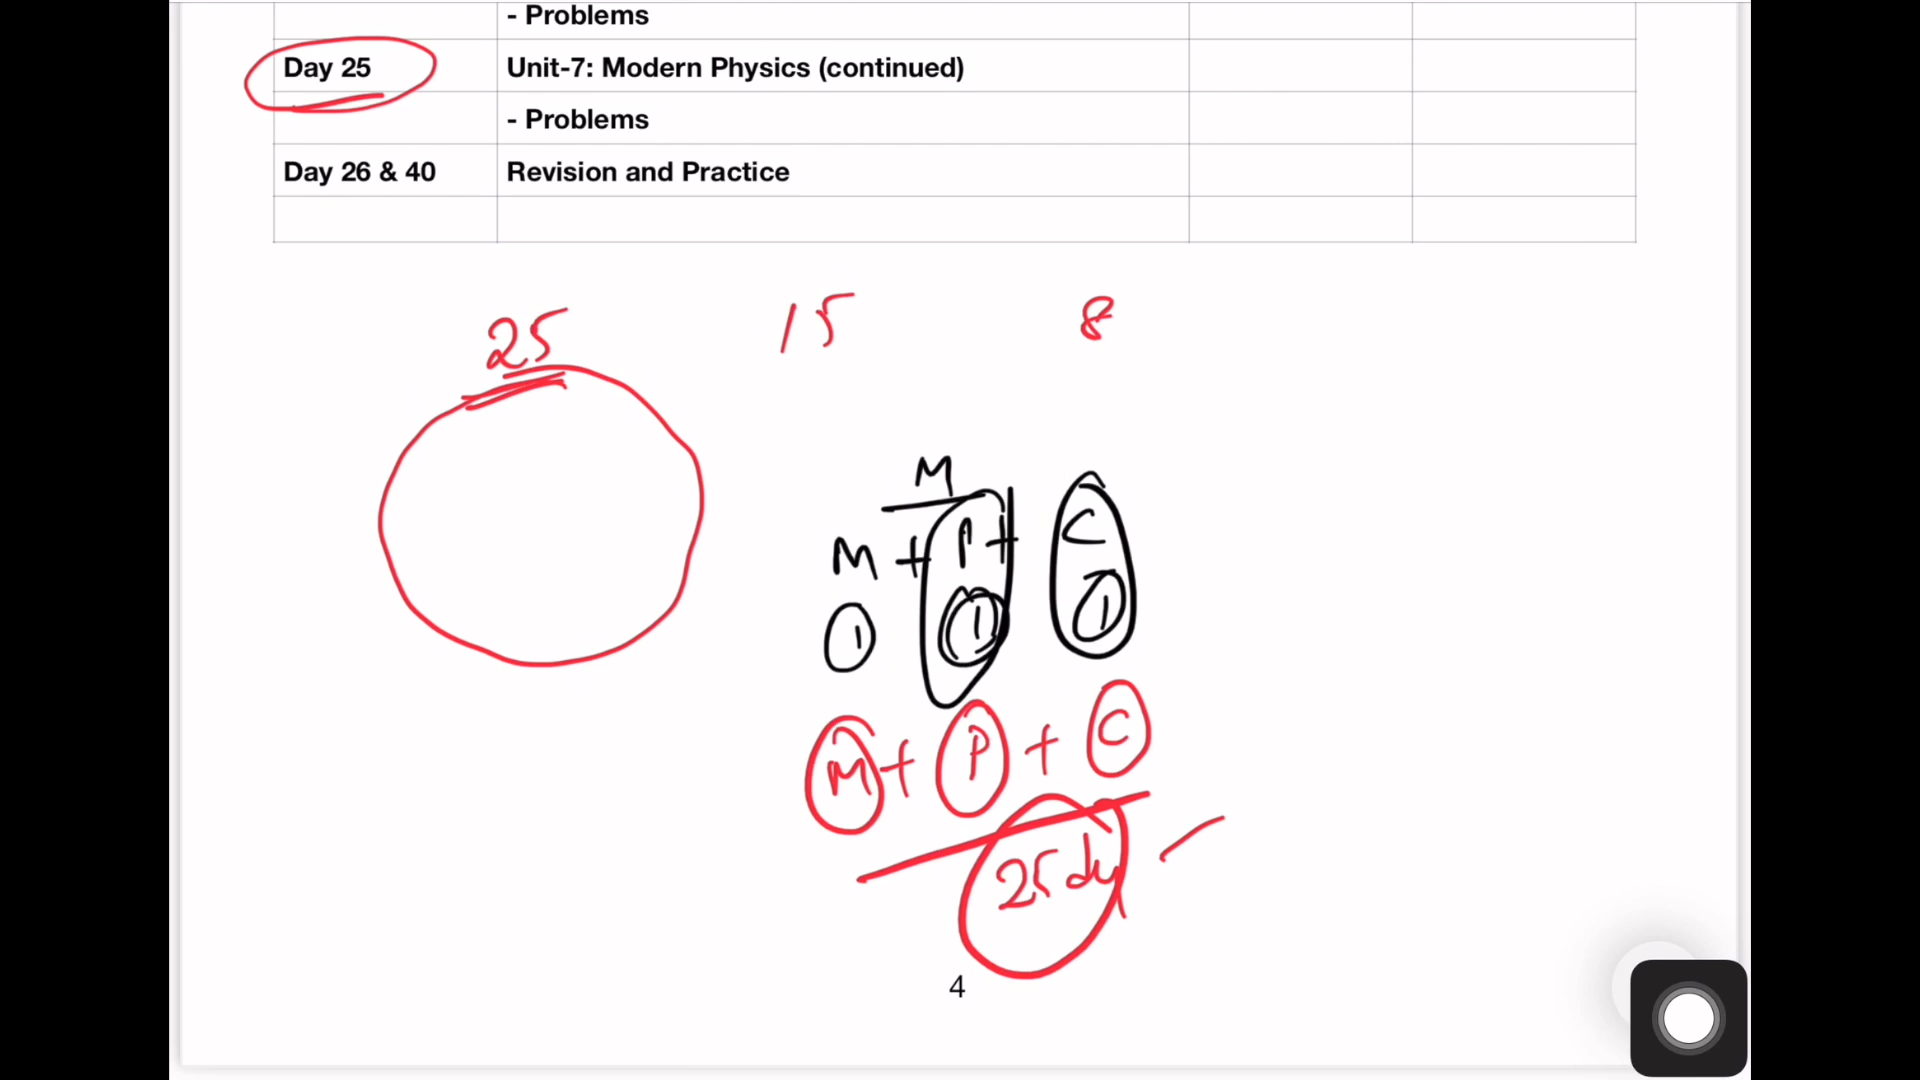 - Problems
Day 25 Unit-7: Modern Physics (continued)
- Problems
Day 26 & 40 Revision and Practice
25 15 8
M
M + P + C
1 1 1
M + P + C
25 dy
4